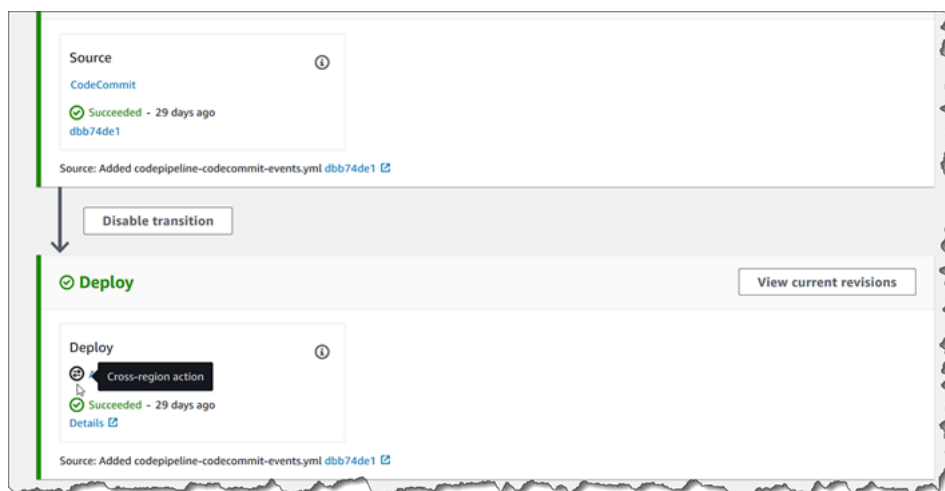 Source
CodeCommit
Succeeded - 29 days ago
dbb74de1
Source: Added codepipeline-codecommit-events.yml dbb74de1
Disable transition
Deploy
View current revisions
Deploy
Cross-region action
Succeeded - 29 days ago
Details
Source: Added codepipeline-codecommit-events.yml dbb74de1